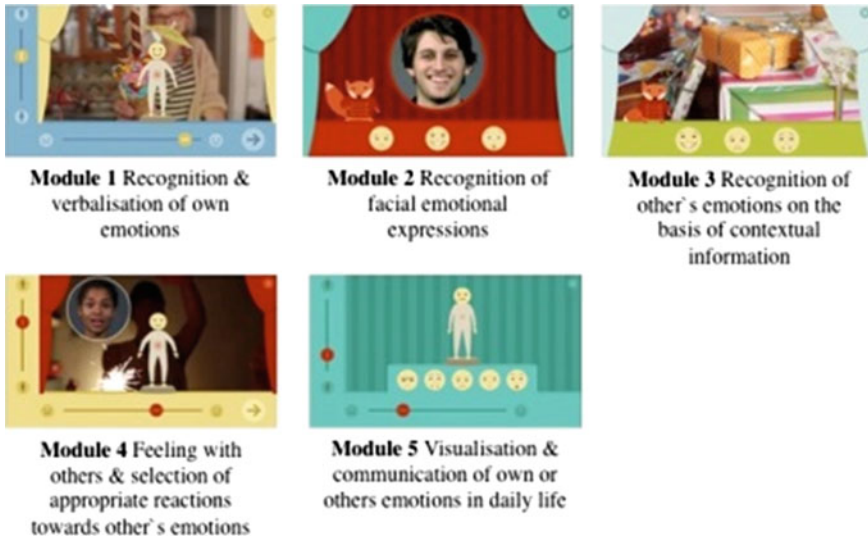 Module 1 Recognition &
verbalisation of own
emotions
Module 2 Recognition of
facial emotional
expressions
Module 3 Recognition of
other`s emotions on the
basis of contextual
information
Module 4 Feeling with
others & selection of
appropriate reactions
towards other`s emotions
Module 5 Visualisation &
communication of own or
others emotions in daily life